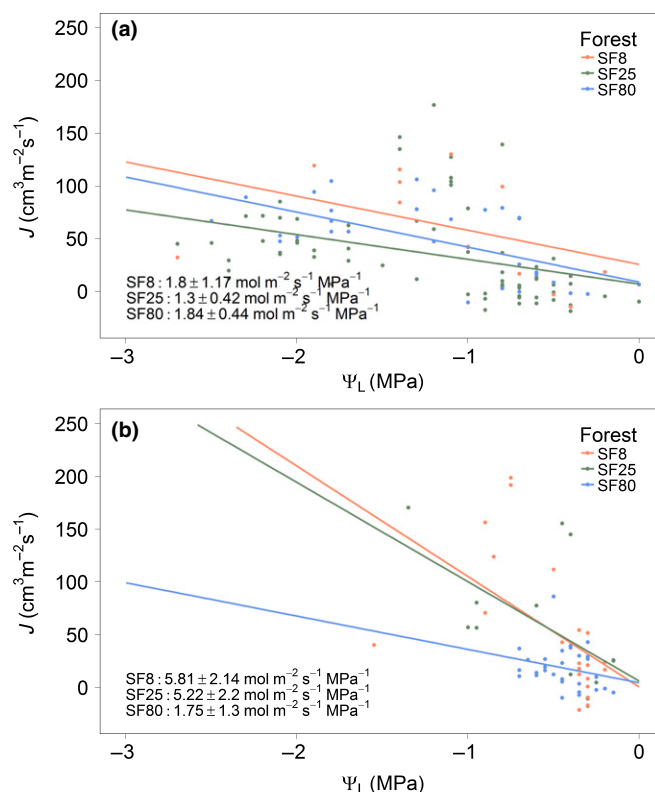 (a)
250
200
150
100
50
0
J (cm³m⁻²s⁻¹)
Forest
SF8
SF25
SF80
SF8 : 1.8 ± 1.17 mol m⁻² s⁻¹ MPa⁻¹
SF25 : 1.3 ± 0.42 mol m⁻² s⁻¹ MPa⁻¹
SF80 : 1.84 ± 0.44 mol m⁻² s⁻¹ MPa⁻¹
−3 −2 −1 0
Ψ_L (MPa)
(b)
250
200
150
100
50
0
J (cm³m⁻²s⁻¹)
Forest
SF8
SF25
SF80
SF8 : 5.81 ± 2.14 mol m⁻² s⁻¹ MPa⁻¹
SF25 : 5.22 ± 2.2 mol m⁻² s⁻¹ MPa⁻¹
SF80 : 1.75 ± 1.3 mol m⁻² s⁻¹ MPa⁻¹
−3 −2 −1 0
Ψ_L (MPa)